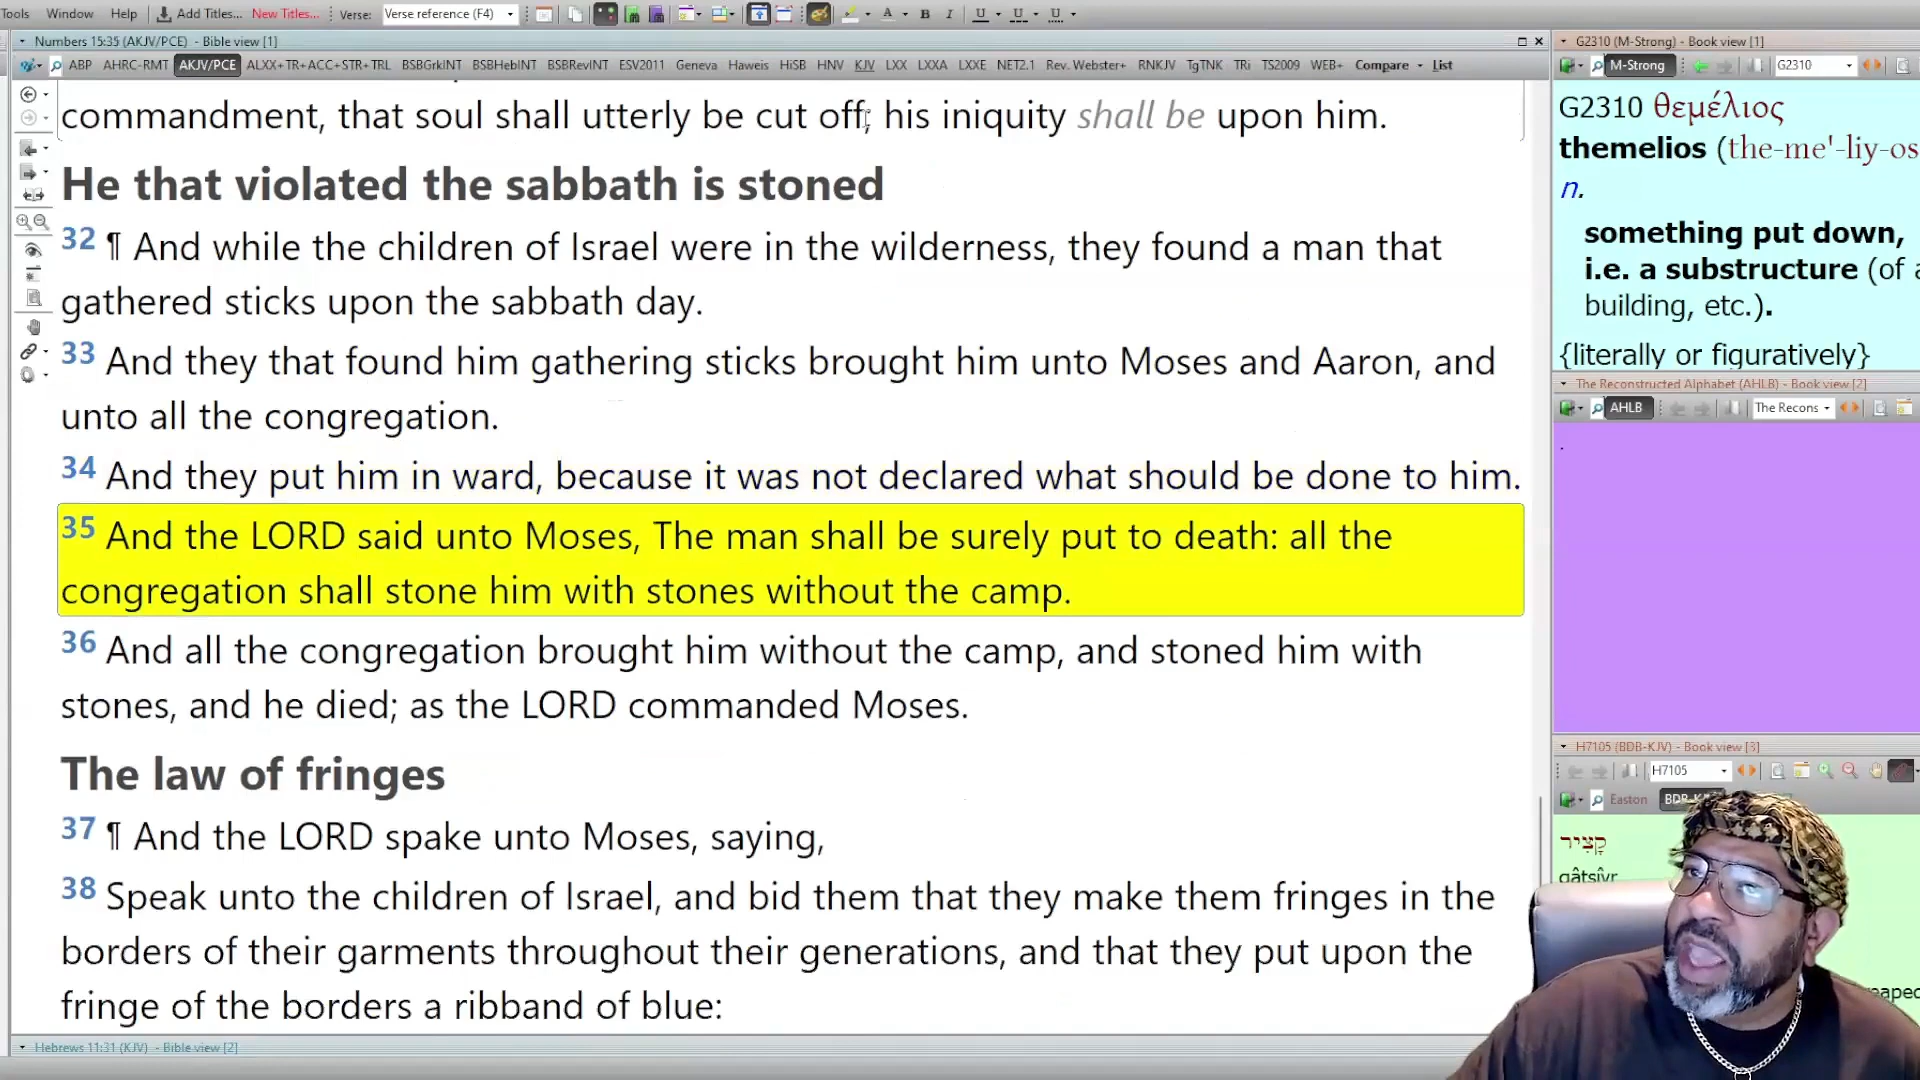 Tools Window Help Add Titles... New Titles... Verse: Verse reference (F4) A B I U U U
Numbers 15:35 (AKJV/PCE) - Bible view [1]
ABP AHRC-RMT AKJV/PCE ALXX+TR+ACC+STR+TRL BSBGrkINT BSBHebINT BSBRevINT ESV2011 Geneva Haweis HiSB HNV KJV LXX LXXA LXXE NET2.1 Rev. Webster+ RNKJV TgTNK TRi TS2009 WEB+ Compare List
commandment, that soul shall utterly be cut off; his iniquity shall be upon him.
He that violated the sabbath is stoned
32 ¶ And while the children of Israel were in the wilderness, they found a man that
gathered sticks upon the sabbath day.
33 And they that found him gathering sticks brought him unto Moses and Aaron, and
unto all the congregation.
34 And they put him in ward, because it was not declared what should be done to him.
35 And the LORD said unto Moses, The man shall be surely put to death: all the
congregation shall stone him with stones without the camp.
36 And all the congregation brought him without the camp, and stoned him with
stones, and he died; as the LORD commanded Moses.
The law of fringes
37 ¶ And the LORD spake unto Moses, saying,
38 Speak unto the children of Israel, and bid them that they make them fringes in the
borders of their garments throughout their generations, and that they put upon the
fringe of the borders a ribband of blue:
Hebrews 11:31 (KJV) - Bible view [2]
G2310 (M-Strong) - Book view [1]
M-Strong G2310
G2310 θεμέλιος
themelios (the-me'-liy-os
n.
something put down,
i.e. a substructure (of a
building, etc.).
{literally or figuratively}
The Reconstructed Alphabet (AHLB) - Book view [2]
AHLB The Recons
H7105 (BDB-KJV) - Book view [3]
H7105
Easton BDB-KJV
קָצִיר
qâtsîyr